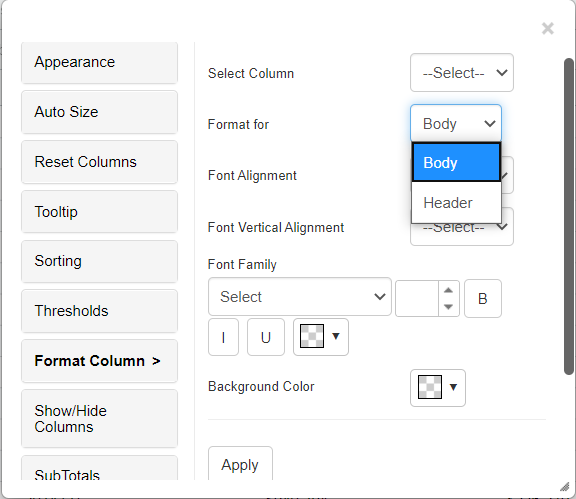 ×
Appearance
Auto Size
Reset Columns
Tooltip
Sorting
Thresholds
Format Column >
Show/Hide
Columns
SubTotals
Select Column
--Select--
Format for
Body
Body
Header
Font Alignment
Font Vertical Alignment
--Select--
Font Family
Select
B
I
U
Background Color
Apply